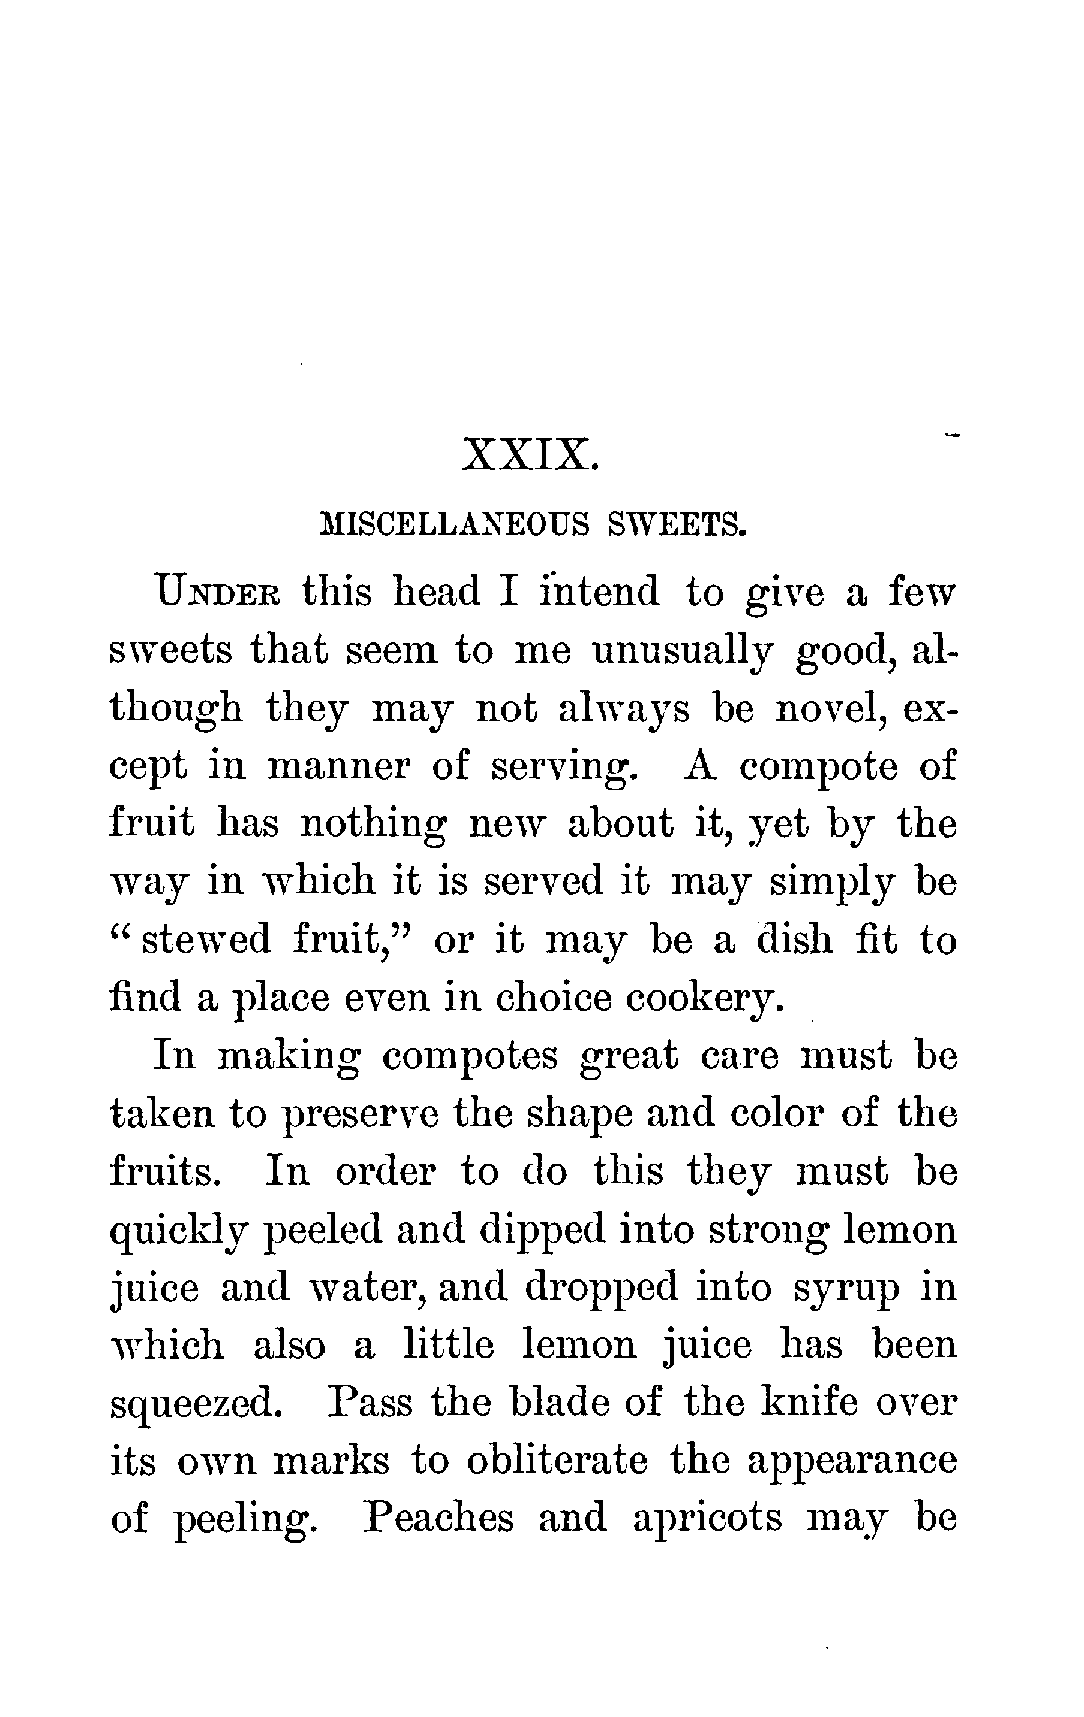 XXIX.
MISCELLANEOUS SWEETS.
UNDER this head I intend to give a few
sweets that seem to me unusually good, al-
though they may not always be novel, ex-
cept in manner of serving. A compote of
fruit has nothing new about it, yet by the
way in which it is served it may simply be
“stewed fruit,” or it may be a dish fit to
find a place even in choice cookery.
In making compotes great care must be
taken to preserve the shape and color of the
fruits. In order to do this they must be
quickly peeled and dipped into strong lemon
juice and water, and dropped into syrup in
which also a little lemon juice has been
squeezed. Pass the blade of the knife over
its own marks to obliterate the appearance
of peeling. Peaches and apricots may be